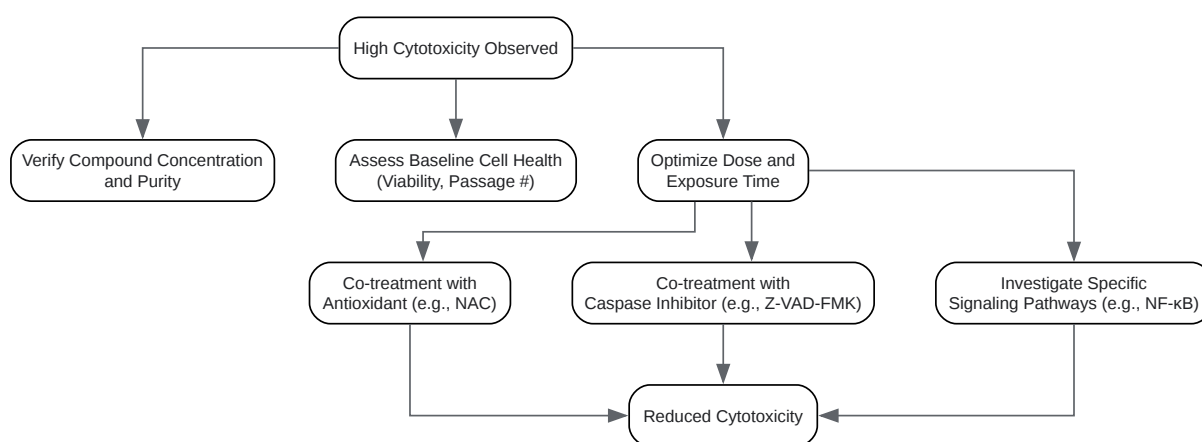 High Cytotoxicity Observed
Verify Compound Concentration
and Purity
Assess Baseline Cell Health
(Viability, Passage #)
Optimize Dose and
Exposure Time
Co-treatment with
Antioxidant (e.g., NAC)
Co-treatment with
Caspase Inhibitor (e.g., Z-VAD-FMK)
Investigate Specific
Signaling Pathways (e.g., NF-κB)
Reduced Cytotoxicity